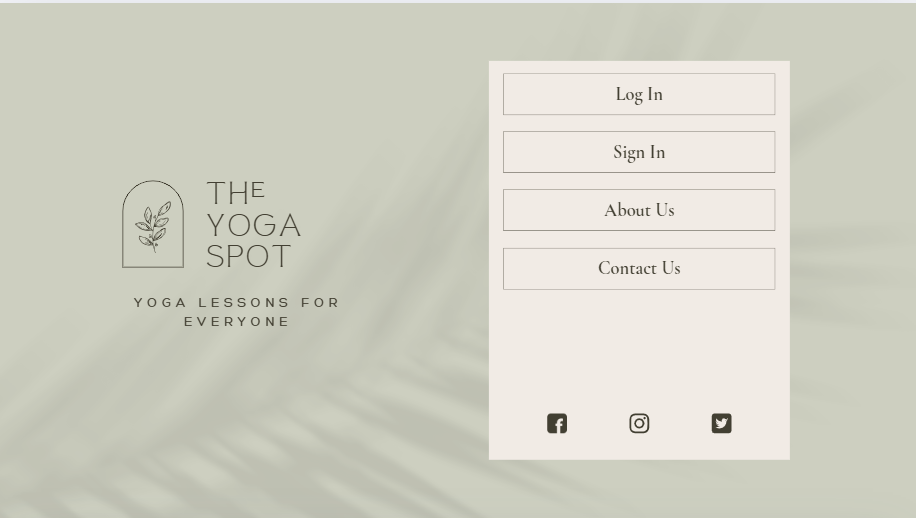 THE
YOGA
SPOT
YOGA LESSONS FOR
EVERYONE
Log In
Sign In
About Us
Contact Us